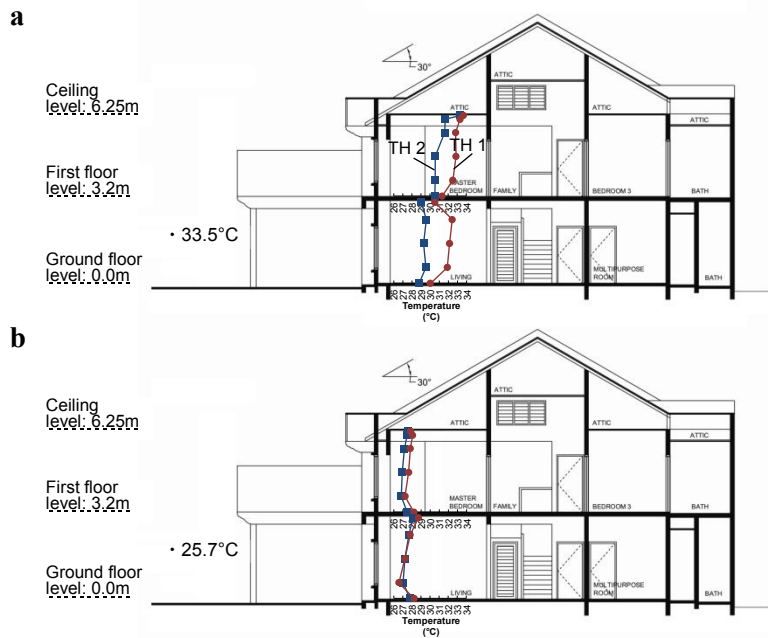 a
30°
Ceiling
level: 6.25m
ATTIC
ATTIC
ATTIC
ATTIC
TH 2
TH 1
First floor
level: 3.2m
MASTER
BEDROOM
FAMILY
BEDROOM 3
BATH
26 27 28 29 30 31 32 33 34
· 33.5°C
Ground floor
level: 0.0m
LIVING
MULTIPURPOSE
ROOM
BATH
26 27 28 29 30 31 32 33 34
Temperature
(°C)
b
30°
ATTIC
Ceiling
level: 6.25m
ATTIC
ATTIC
ATTIC
First floor
level: 3.2m
MASTER
BEDROOM
FAMILY
BEDROOM 3
BATH
26 27 28 29 30 31 32 33 34
· 25.7°C
Ground floor
level: 0.0m
LIVING
MULTIPURPOSE
ROOM
BATH
26 27 28 29 30 31 32 33 34
Temperature
(°C)